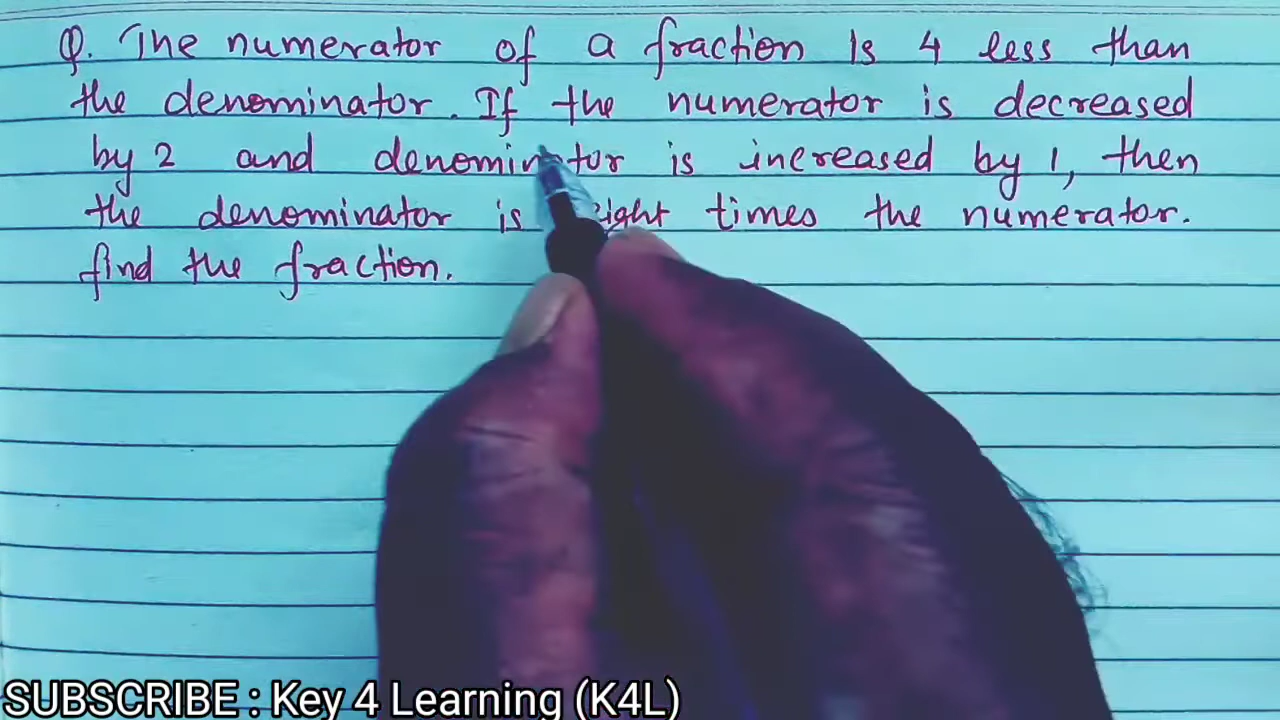 Q. The numerator of a fraction is 4 less than
the denominator. If the numerator is decreased
by 2 and denominator is increased by 1, then
the denominator is eight times the numerator.
find the fraction.
SUBSCRIBE : Key 4 Learning (K4L)